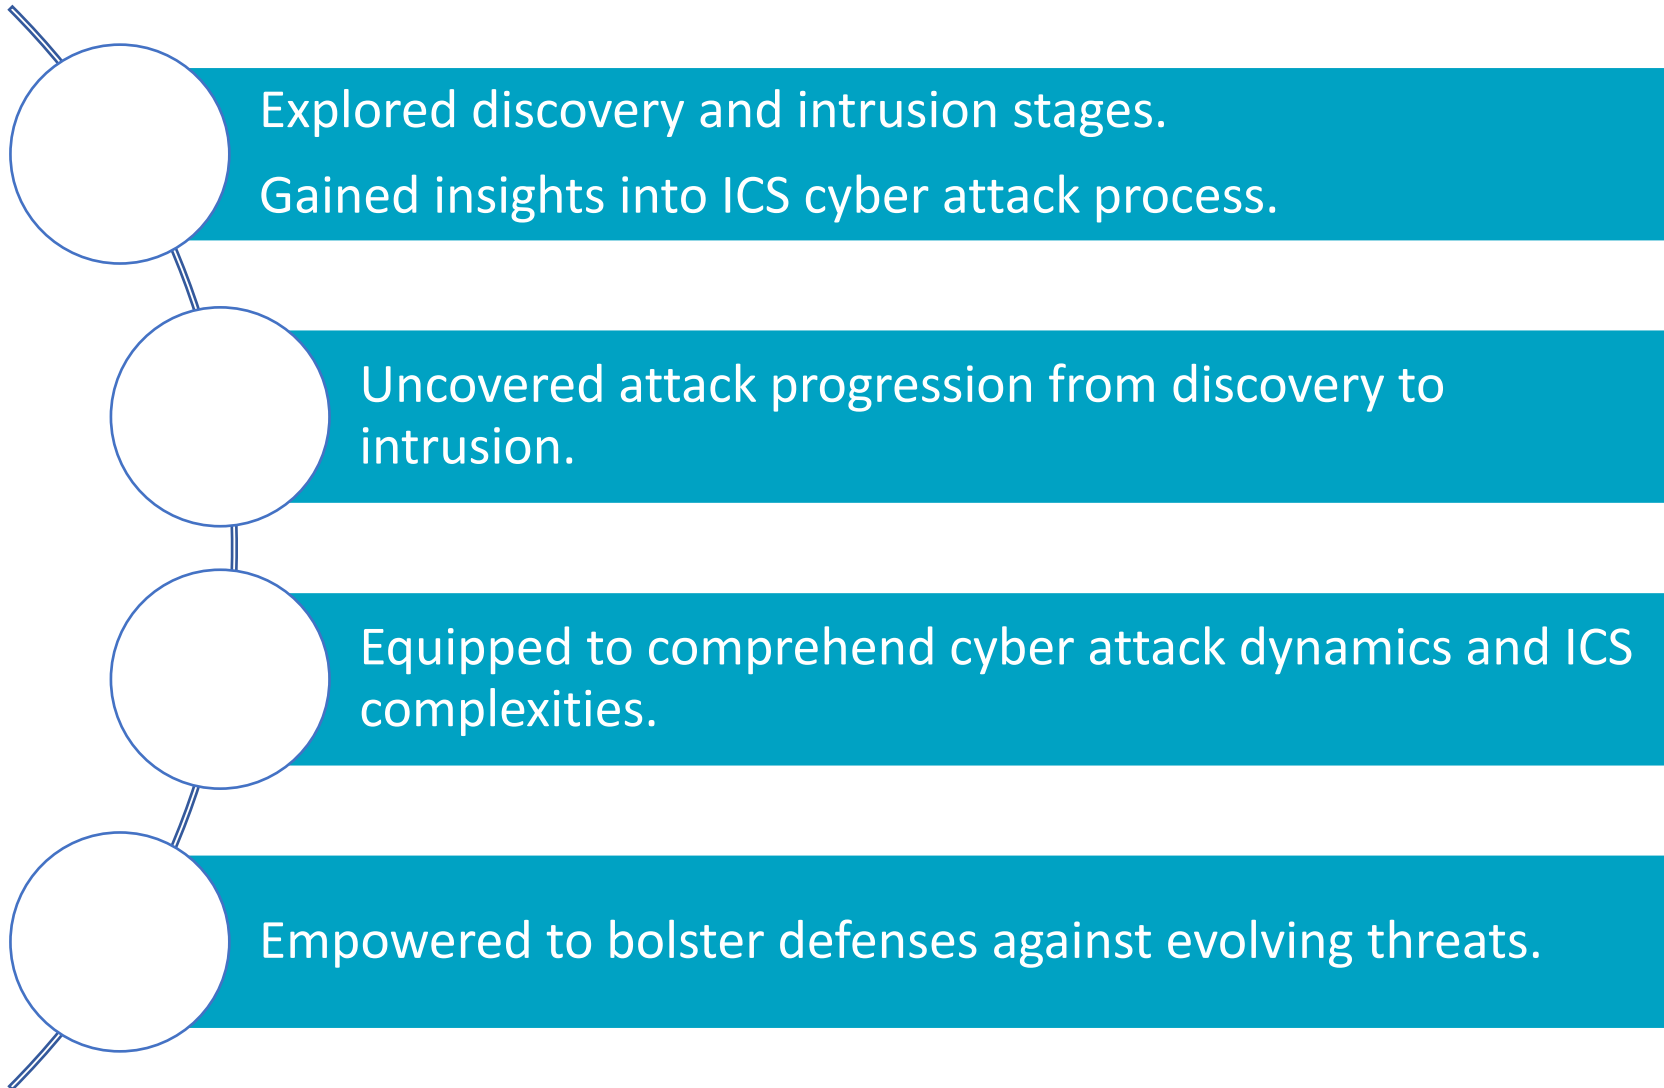 Explored discovery and intrusion stages.
Gained insights into ICS cyber attack process.
Uncovered attack progression from discovery to
intrusion.
Equipped to comprehend cyber attack dynamics and ICS
complexities.
Empowered to bolster defenses against evolving threats.